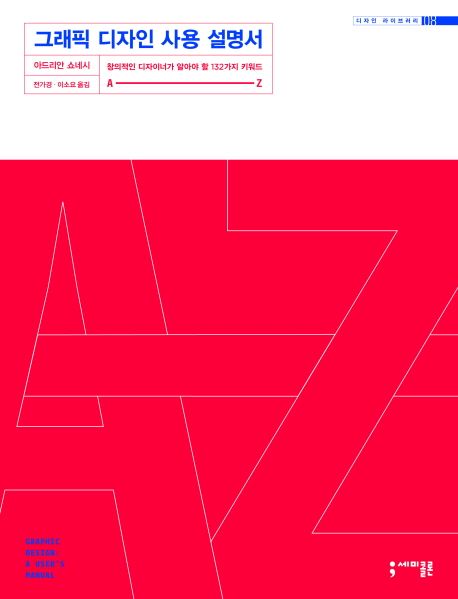 디자인 라이브러리 08
그래픽 디자인 사용 설명서
아드리안 쇼네시
창의적인 디자이너가 알아야 할 132가지 키워드
전가경 · 이소요 옮김
A Z
A Z
GRAPHIC
DESIGN:
A USER'S
MANUAL
세미콜론